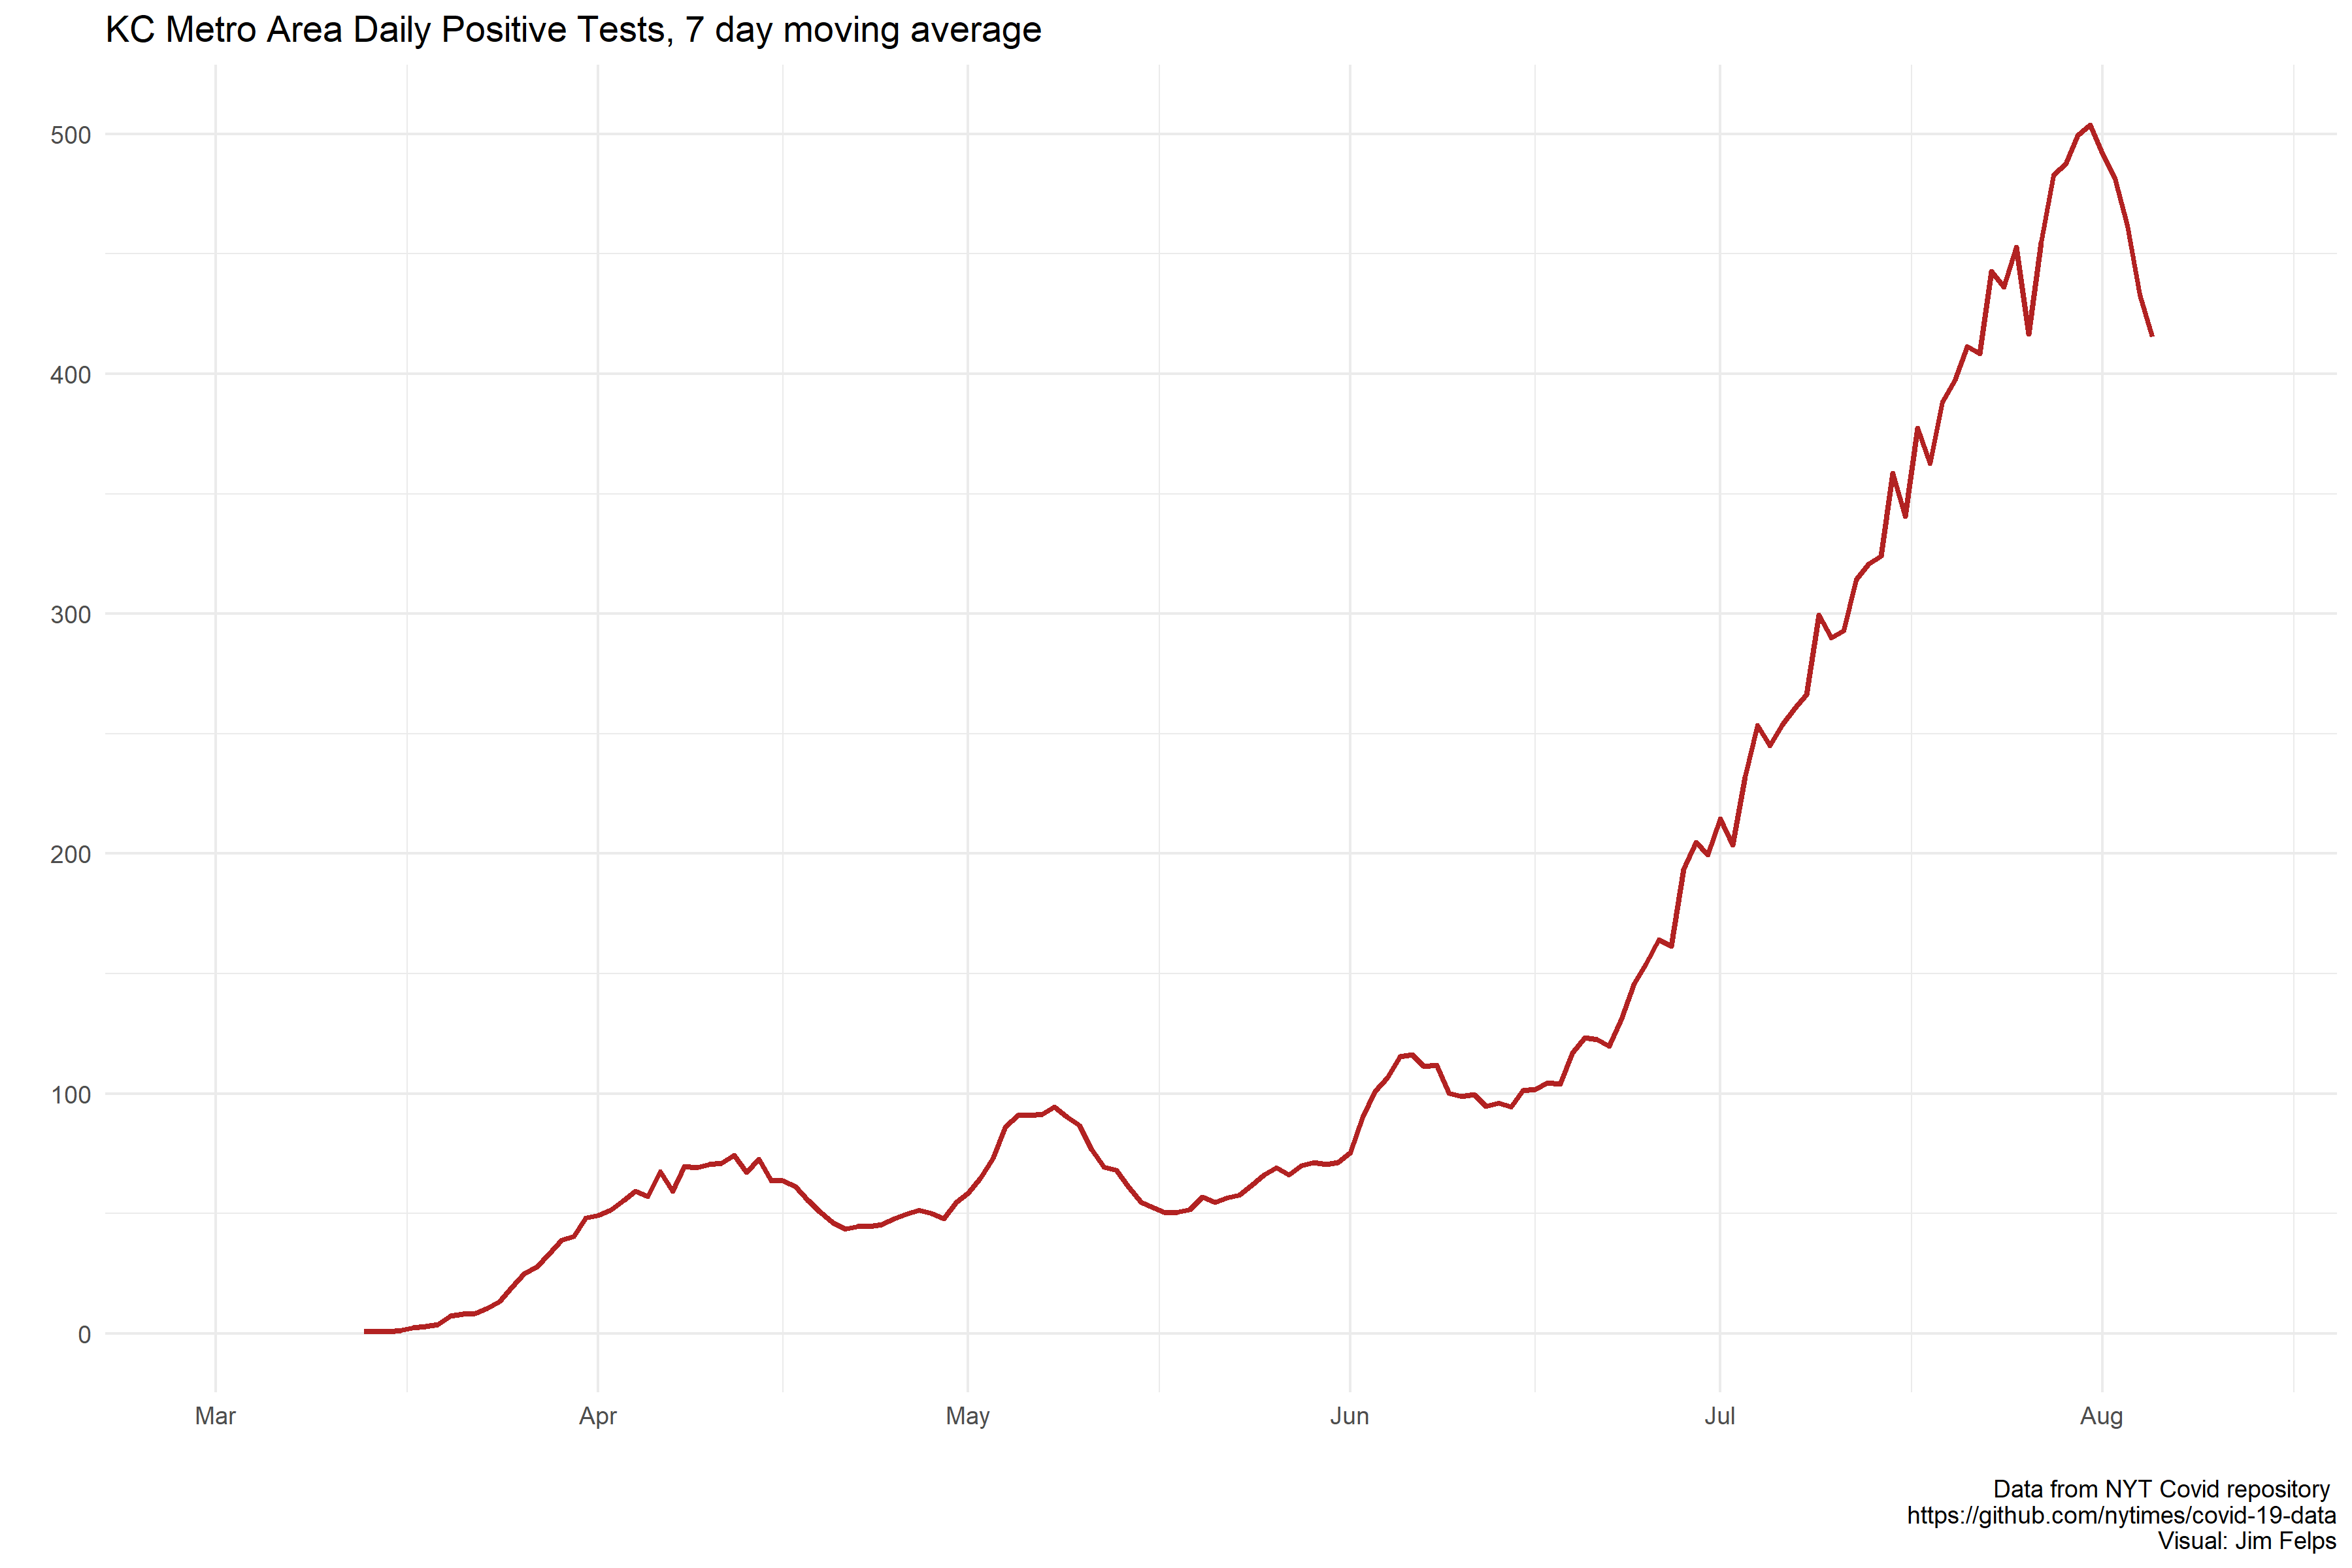 KC Metro Area Daily Positive Tests, 7 day moving average
500
400
300
200
100
0
Mar Apr May Jun Jul Aug
Data from NYT Covid repository
https://github.com/nytimes/covid-19-data
Visual: Jim Felps